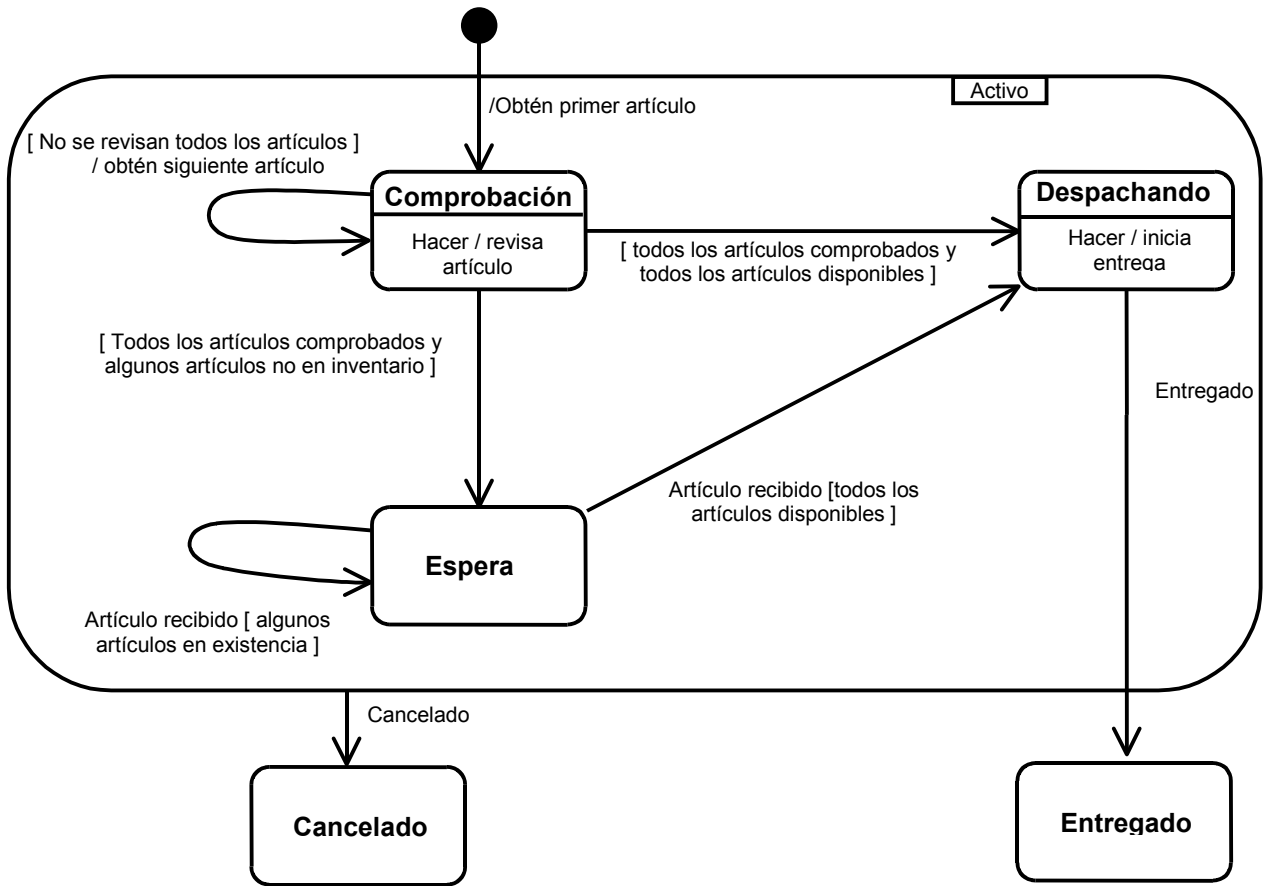 Activo
/Obtén primer artículo
[ No se revisan todos los artículos ]
/ obtén siguiente artículo
Comprobación
Hacer / revisa
artículo
Despachando
Hacer / inicia
entrega
[ todos los artículos comprobados y
todos los artículos disponibles ]
[ Todos los artículos comprobados y
algunos artículos no en inventario ]
Entregado
Artículo recibido [todos los
artículos disponibles ]
Espera
Artículo recibido [ algunos
artículos en existencia ]
Cancelado
Cancelado
Entregado